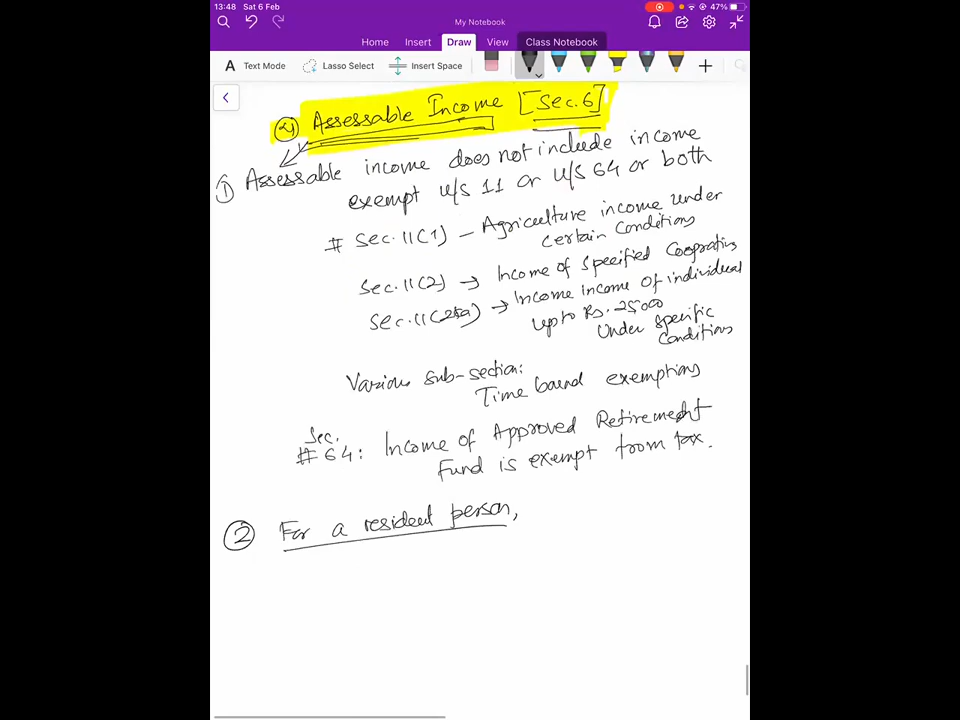 13:48 Sat 6 Feb
47%
My Notebook
Home Insert Draw View Class Notebook
A Text Mode Lasso Select Insert Space
2) Assessable Income [Sec.6]
① Assessable income does not include income
exempt u/s 11 or u/s 64 or both
# Sec.11(1) – Agriculture income under
certain Conditions
Sec.11(2) → Income of Specified Cooprativs
Sec.11( ) → Income income of individual
upto Rs. 25000
Under Specific
Conditions
Various sub-section:
Time bound exemptions
Sec.
# 64: Income of Approved Retirement
Fund is exempt from tax.
② For a resident person,